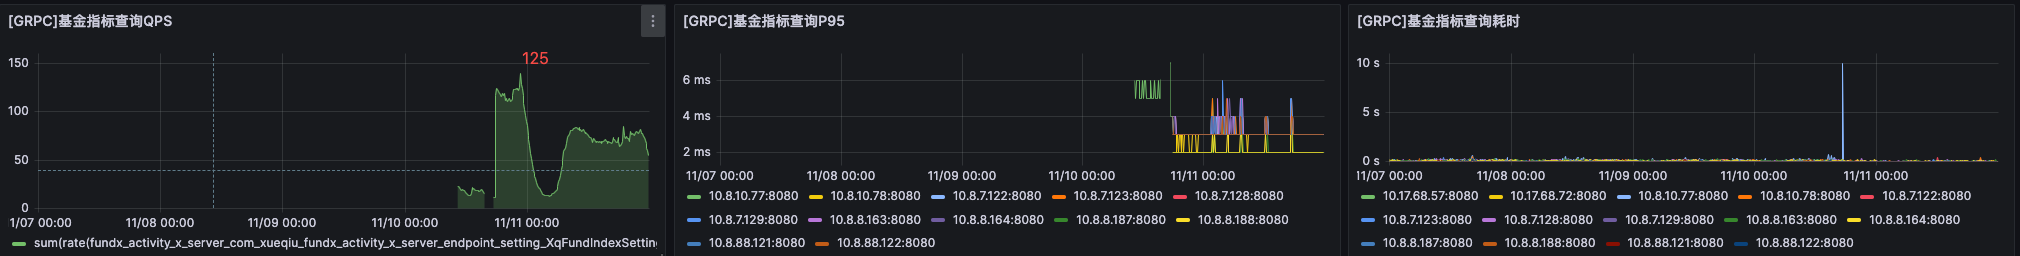 [GRPC]基金指标查询QPS
125
150
100
50
0
11/07 00:00 11/08 00:00 11/09 00:00 11/10 00:00 11/11 00:00
sum(rate(fundx_activity_x_server_com_xueqiu_fundx_activity_x_server_endpoint_setting_XqFundIndexSettin
[GRPC]基金指标查询P95
6 ms
4 ms
2 ms
11/07 00:00 11/08 00:00 11/09 00:00 11/10 00:00 11/11 00:00
10.8.10.77:8080 10.8.10.78:8080 10.8.7.122:8080 10.8.7.123:8080 10.8.7.128:8080
10.8.7.129:8080 10.8.8.163:8080 10.8.8.164:8080 10.8.8.187:8080 10.8.8.188:8080
10.8.88.121:8080 10.8.88.122:8080
[GRPC]基金指标查询耗时
10 s
5 s
0 s
11/07 00:00 11/08 00:00 11/09 00:00 11/10 00:00 11/11 00:00
10.17.68.57:8080 10.17.68.72:8080 10.8.10.77:8080 10.8.10.78:8080 10.8.7.122:8080
10.8.7.123:8080 10.8.7.128:8080 10.8.7.129:8080 10.8.8.163:8080 10.8.8.164:8080
10.8.8.187:8080 10.8.8.188:8080 10.8.88.121:8080 10.8.88.122:8080